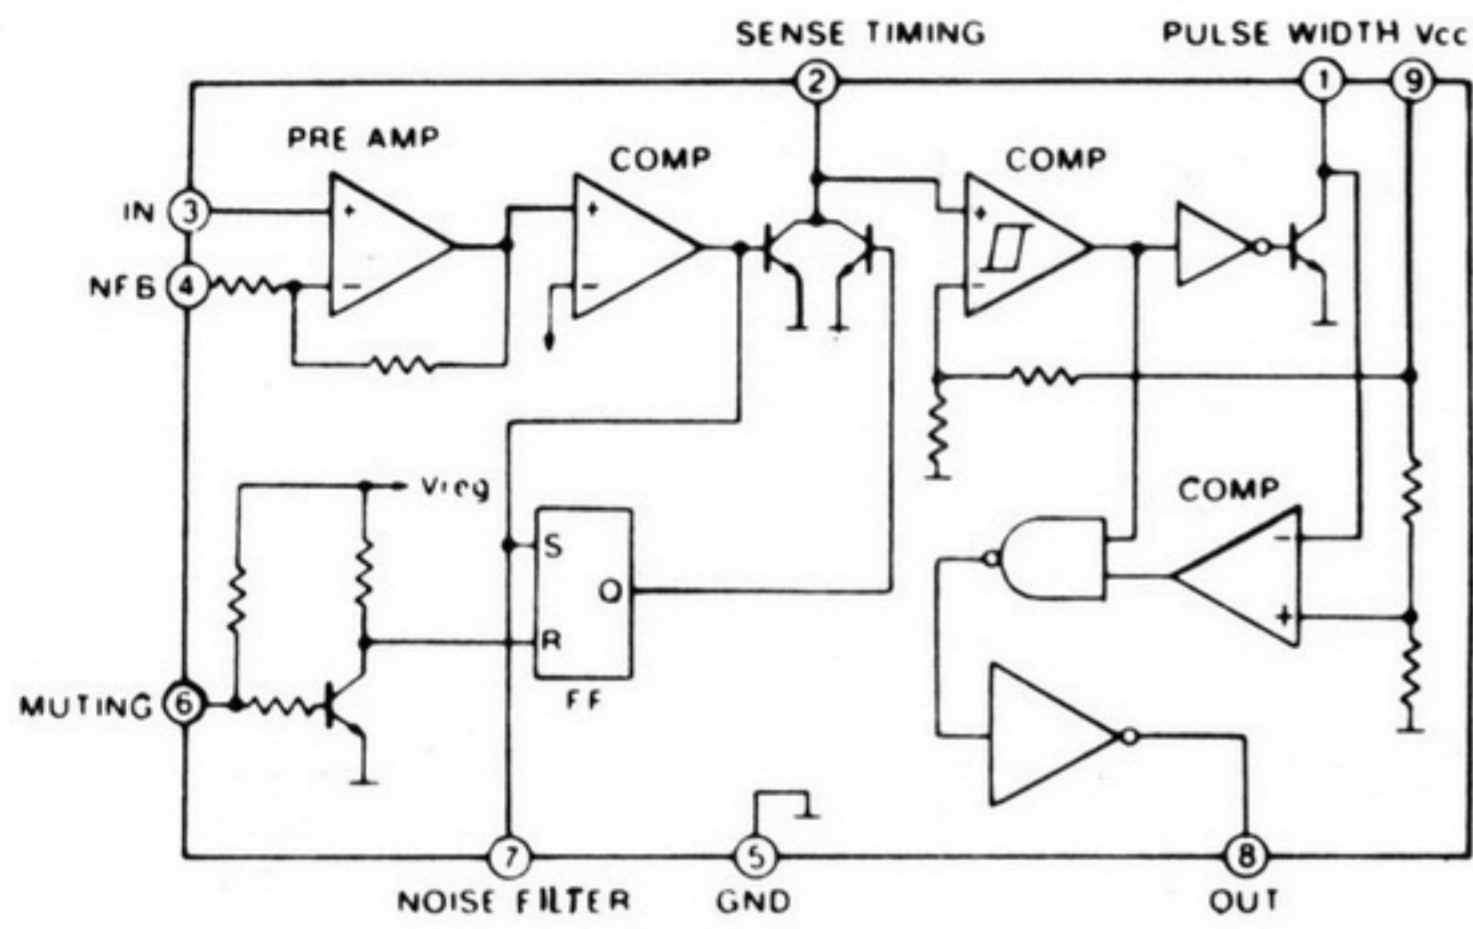 SENSE TIMING
PULSE WIDTH Vcc
2
1
9
PRE AMP
COMP
COMP
IN 3
+
+
+
NFB 4
-
-
-
COMP
Vreg
-
S
Q
+
R
FF
MUTING 6
7
5
8
NOISE FILTER
GND
OUT